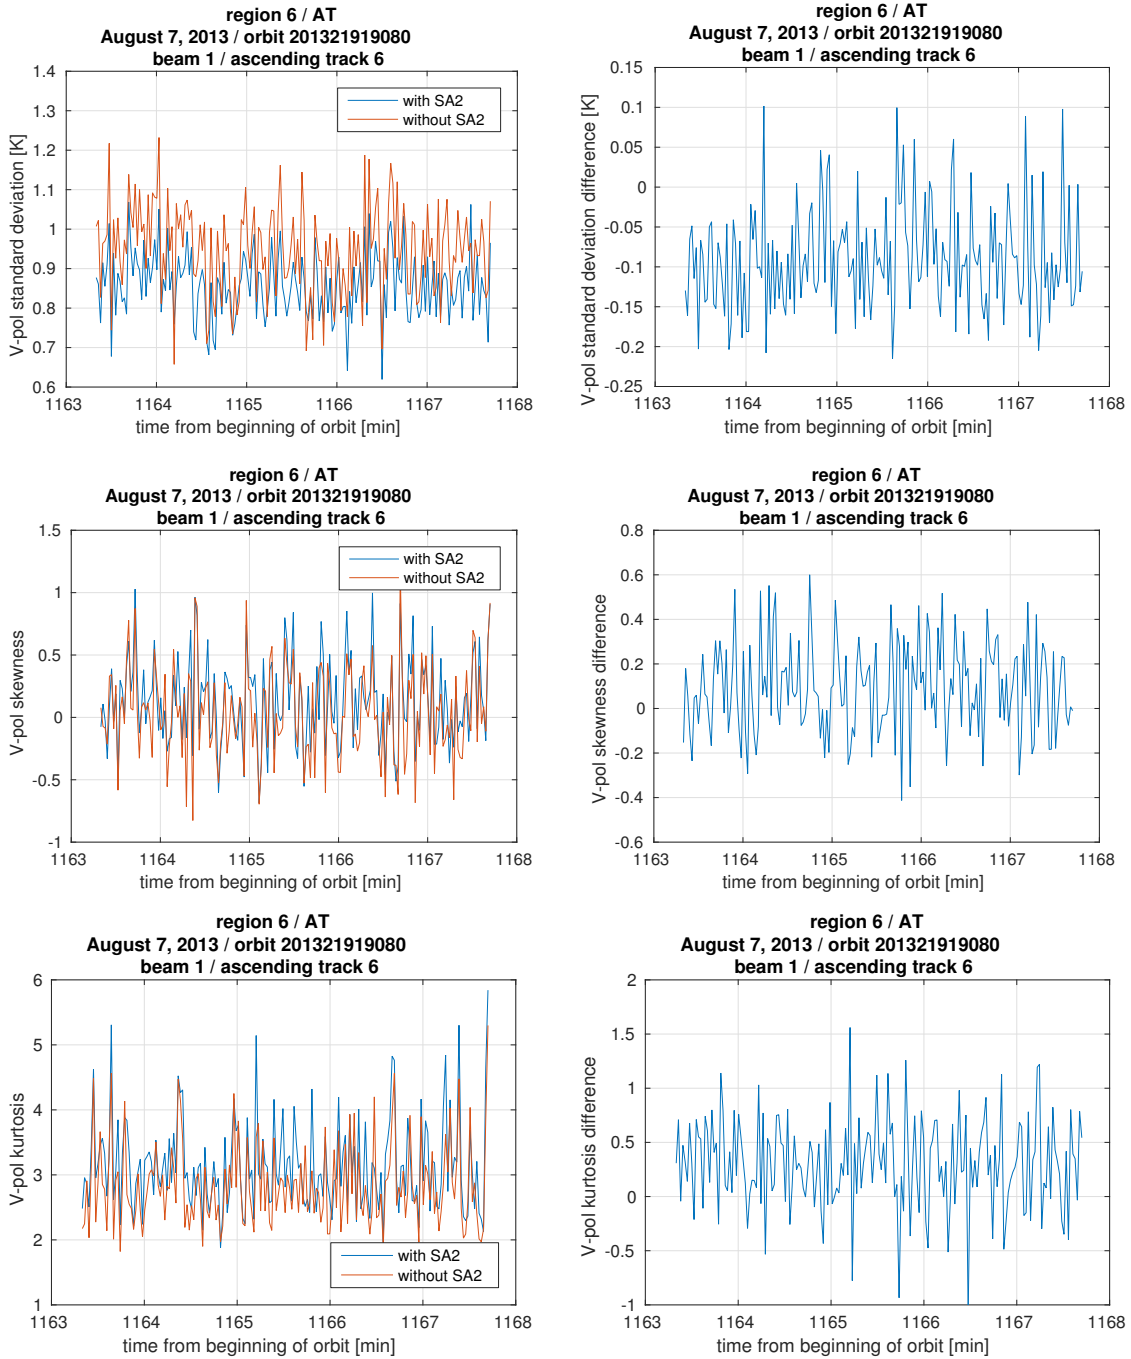 region 6 / AT
August 7, 2013 / orbit 201321919080
beam 1 / ascending track 6
1.4
1.3
1.2
1.1
1
0.9
0.8
0.7
0.6
V-pol standard deviation [K]
with SA2
without SA2
1163 1164 1165 1166 1167 1168
time from beginning of orbit [min]
region 6 / AT
August 7, 2013 / orbit 201321919080
beam 1 / ascending track 6
0.15
0.1
0.05
0
-0.05
-0.1
-0.15
-0.2
-0.25
V-pol standard deviation difference [K]
1163 1164 1165 1166 1167 1168
time from beginning of orbit [min]
region 6 / AT
August 7, 2013 / orbit 201321919080
beam 1 / ascending track 6
1.5
1
0.5
0
-0.5
-1
V-pol skewness
with SA2
without SA2
1163 1164 1165 1166 1167 1168
time from beginning of orbit [min]
region 6 / AT
August 7, 2013 / orbit 201321919080
beam 1 / ascending track 6
0.8
0.6
0.4
0.2
0
-0.2
-0.4
-0.6
V-pol skewness difference
1163 1164 1165 1166 1167 1168
time from beginning of orbit [min]
region 6 / AT
August 7, 2013 / orbit 201321919080
beam 1 / ascending track 6
6
5
4
3
2
1
V-pol kurtosis
with SA2
without SA2
1163 1164 1165 1166 1167 1168
time from beginning of orbit [min]
region 6 / AT
August 7, 2013 / orbit 201321919080
beam 1 / ascending track 6
2
1.5
1
0.5
0
-0.5
-1
V-pol kurtosis difference
1163 1164 1165 1166 1167 1168
time from beginning of orbit [min]